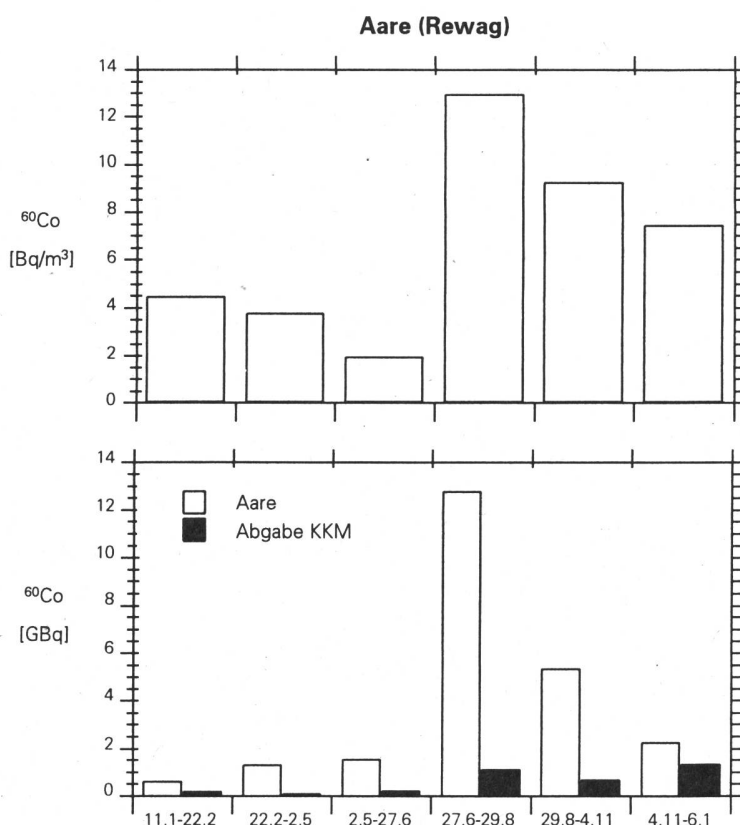 Aare (Rewag)
14
12
10
8
6
4
2
0
⁶⁰Co
[Bq/m³]
14
12
10
8
6
4
2
0
⁶⁰Co
[GBq]
Aare
Abgabe KKM
11.1-22.2 22.2-2.5 2.5-27.6 27.6-29.8 29.8-4.11 4.11-6.1